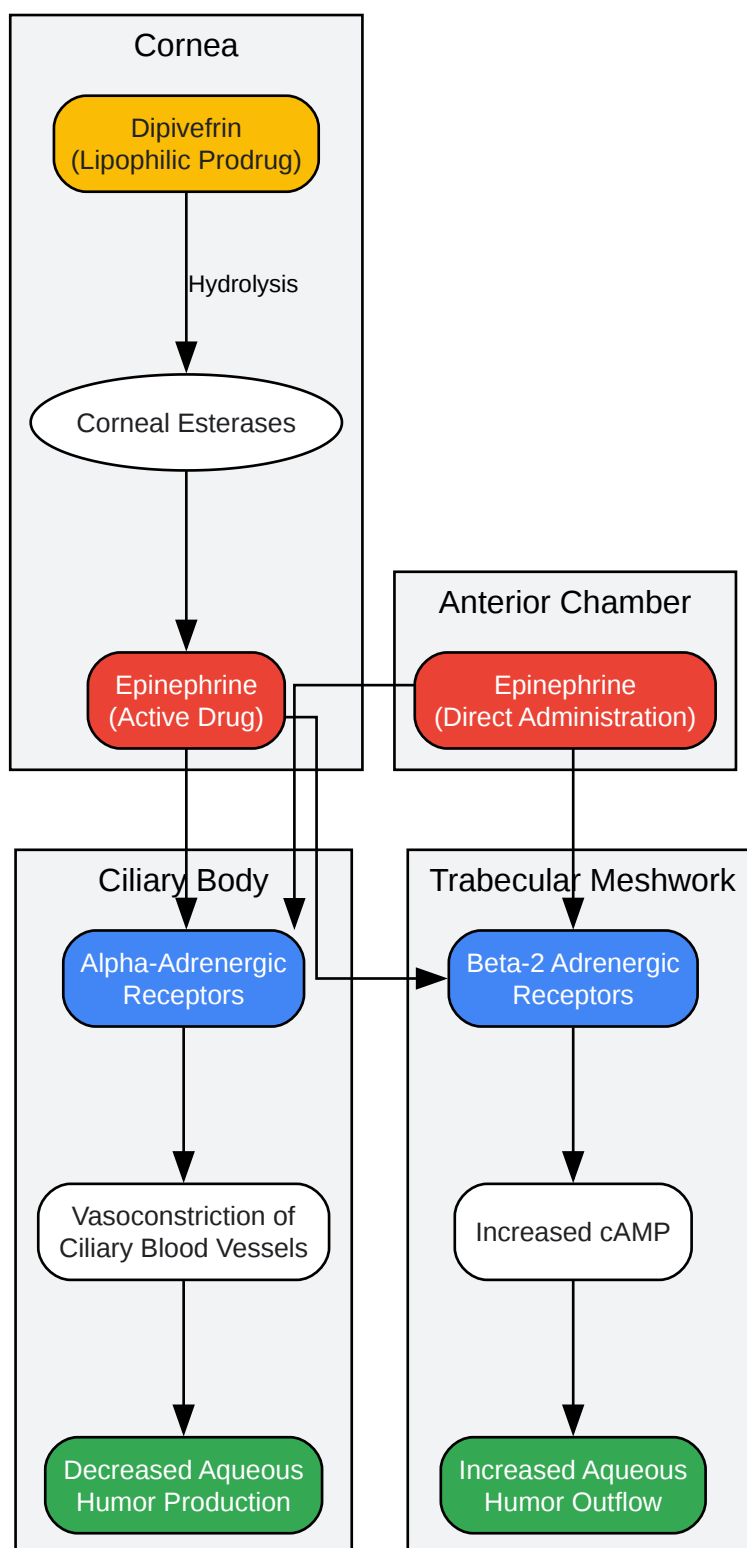 Cornea
Dipivefrin
(Lipophilic Prodrug)
Hydrolysis
Corneal Esterases
Epinephrine
(Active Drug)
Anterior Chamber
Epinephrine
(Direct Administration)
Ciliary Body
Alpha-Adrenergic
Receptors
Vasoconstriction of
Ciliary Blood Vessels
Decreased Aqueous
Humor Production
Trabecular Meshwork
Beta-2 Adrenergic
Receptors
Increased cAMP
Increased Aqueous
Humor Outflow